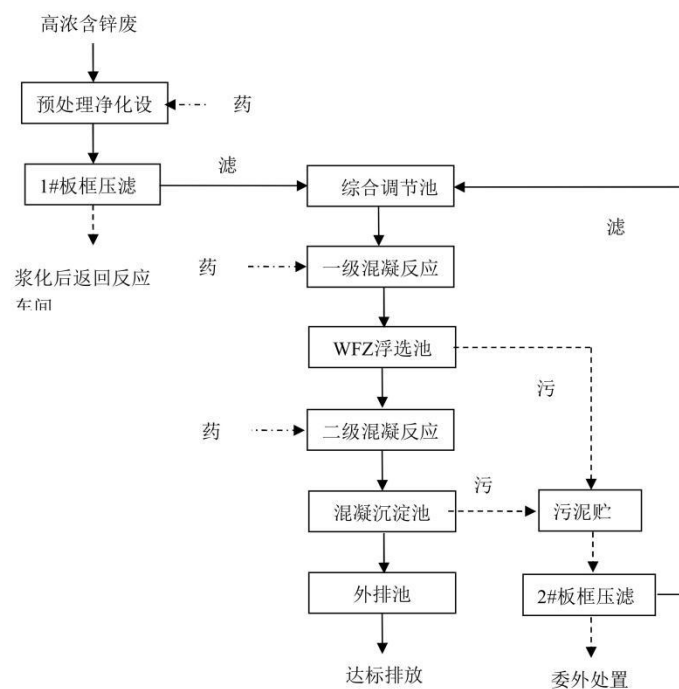 高浓含锌废
预处理净化设
药
1#板框压滤
滤
综合调节池
滤
浆化后返回反应
车间
药
一级混凝反应
WFZ浮选池
污
药
二级混凝反应
污
混凝沉淀池
污泥贮
外排池
2#板框压滤
达标排放
委外处置